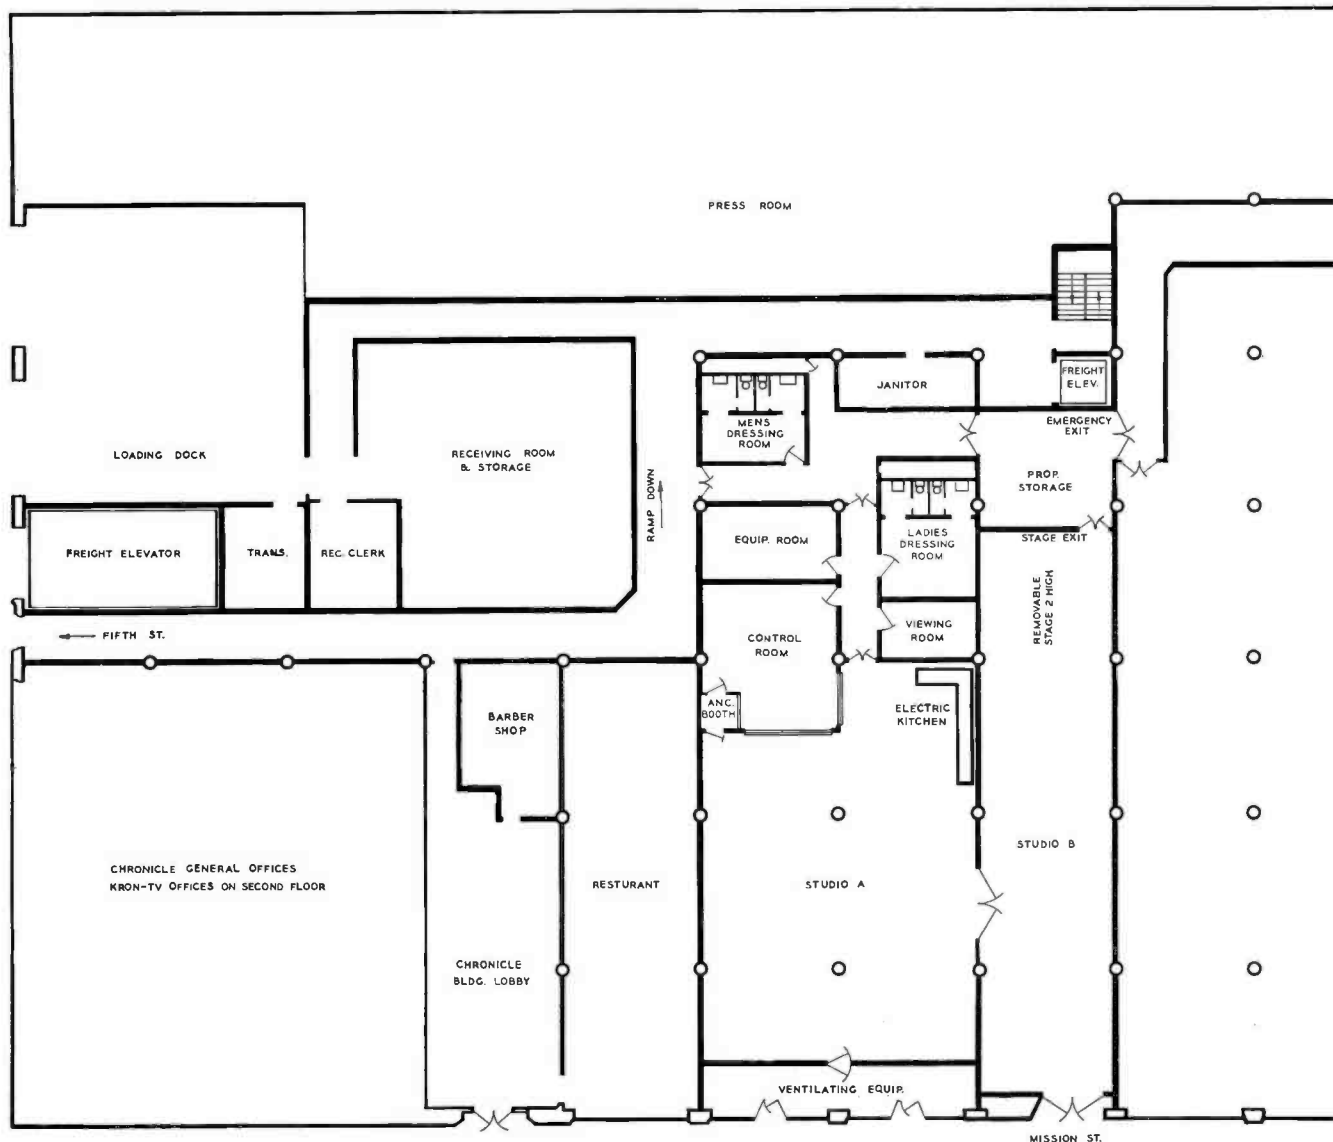 PRESS ROOM
FREIGHT
ELEV.
JANITOR
MENS
DRESSING
ROOM
EMERGENCY
EXIT
LOADING DOCK
RECEIVING ROOM
& STORAGE
RAMP DOWN
PROP.
STORAGE
FREIGHT ELEVATOR
TRANS.
REC. CLERK
EQUIP. ROOM
LADIES
DRESSING
ROOM
STAGE EXIT
REMOVABLE
STAGE 2 HIGH
FIFTH ST.
CONTROL
ROOM
VIEWING
ROOM
ANC.
BOOTH
ELECTRIC
KITCHEN
BARBER
SHOP
CHRONICLE GENERAL OFFICES
KRON-TV OFFICES ON SECOND FLOOR
RESTURANT
STUDIO A
STUDIO B
CHRONICLE
BLDG. LOBBY
VENTILATING EQUIP.
MISSION ST.